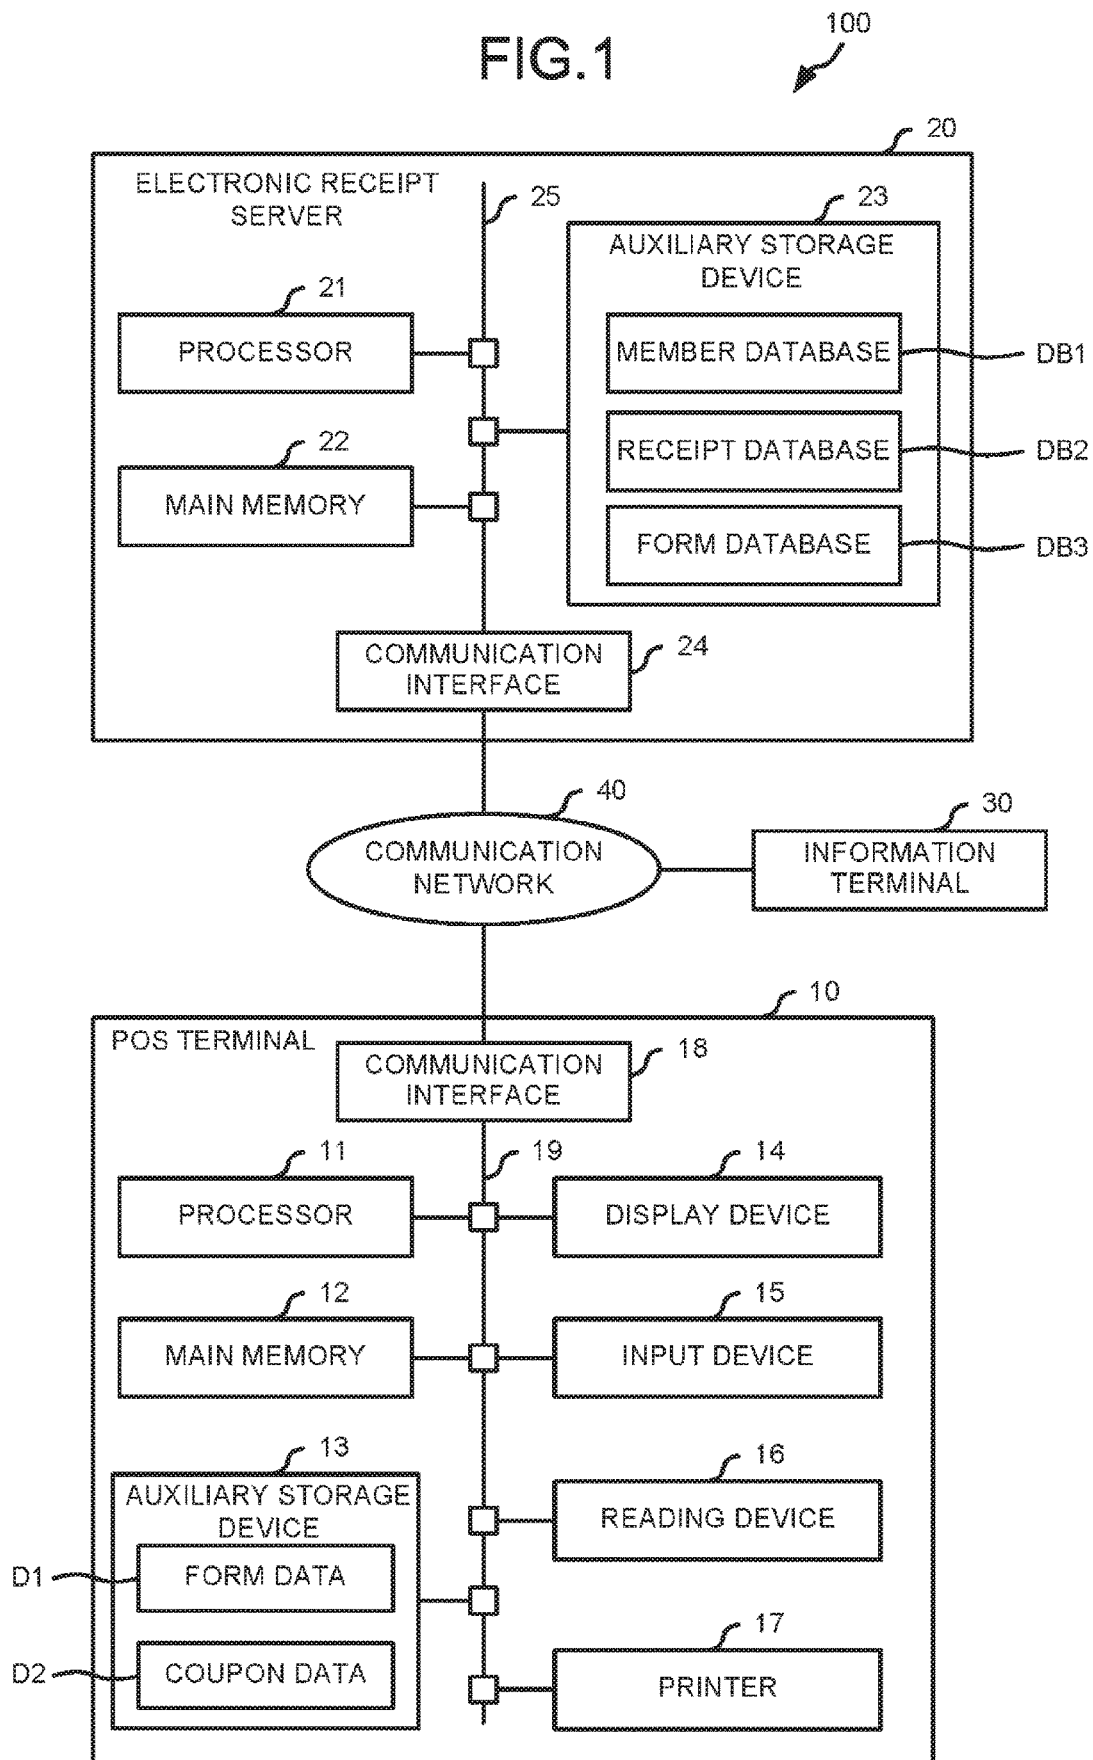 FIG.1
100
20
ELECTRONIC RECEIPT
SERVER
25
23
AUXILIARY STORAGE
DEVICE
21
PROCESSOR
MEMBER DATABASE
DB1
22
MAIN MEMORY
RECEIPT DATABASE
DB2
FORM DATABASE
DB3
COMMUNICATION
INTERFACE
24
40
COMMUNICATION
NETWORK
30
INFORMATION
TERMINAL
10
POS TERMINAL
COMMUNICATION
INTERFACE
18
11
PROCESSOR
19
14
DISPLAY DEVICE
12
MAIN MEMORY
15
INPUT DEVICE
13
AUXILIARY STORAGE
DEVICE
16
READING DEVICE
D1
FORM DATA
D2
COUPON DATA
17
PRINTER